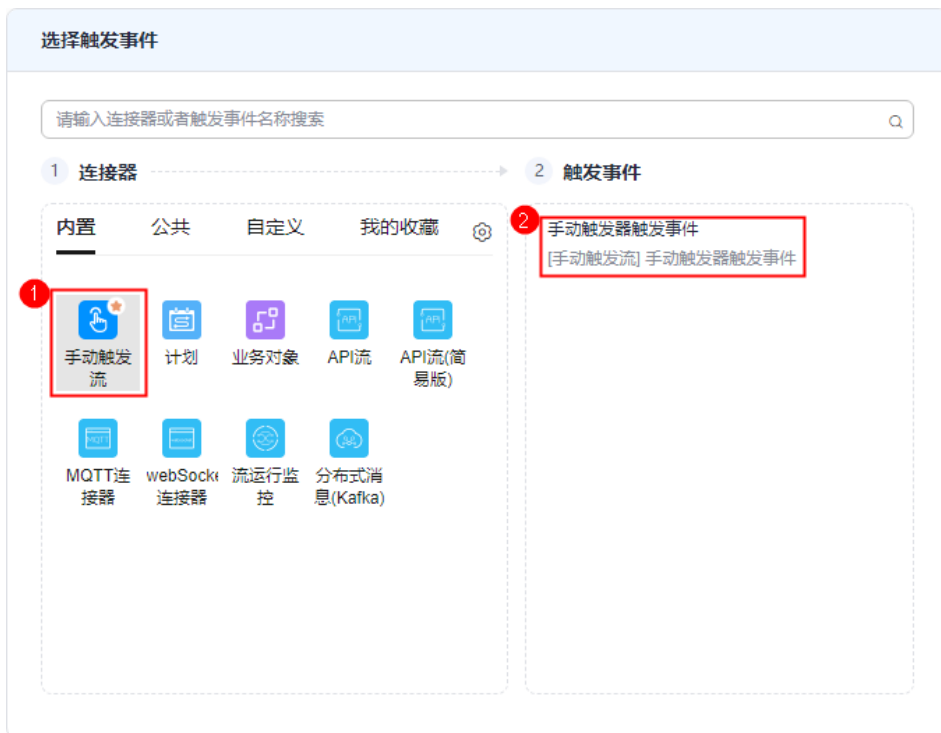 选择触发事件
请输入连接器或者触发事件名称搜索
1 连接器
2 触发事件
内置 公共 自定义 我的收藏
2
手动触发器触发事件
[手动触发流] 手动触发器触发事件
1
手动触发
流
计划
业务对象
API流
API流(简
易版)
MQTT连
接器
webSocke
连接器
流运行监
控
分布式消
息(Kafka)